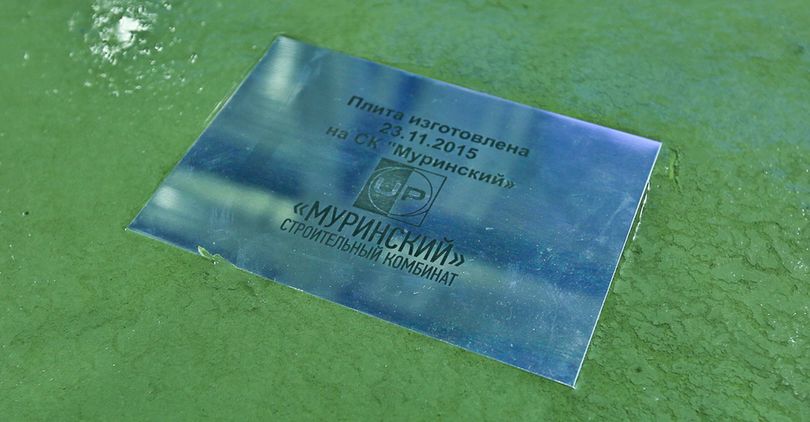 Плита изготовлена
23.11.2015
на СК "Муринский»
UP
«МУРИНСКИЙ»
СТРОИТЕЛЬНЫЙ КОМБИНАТ